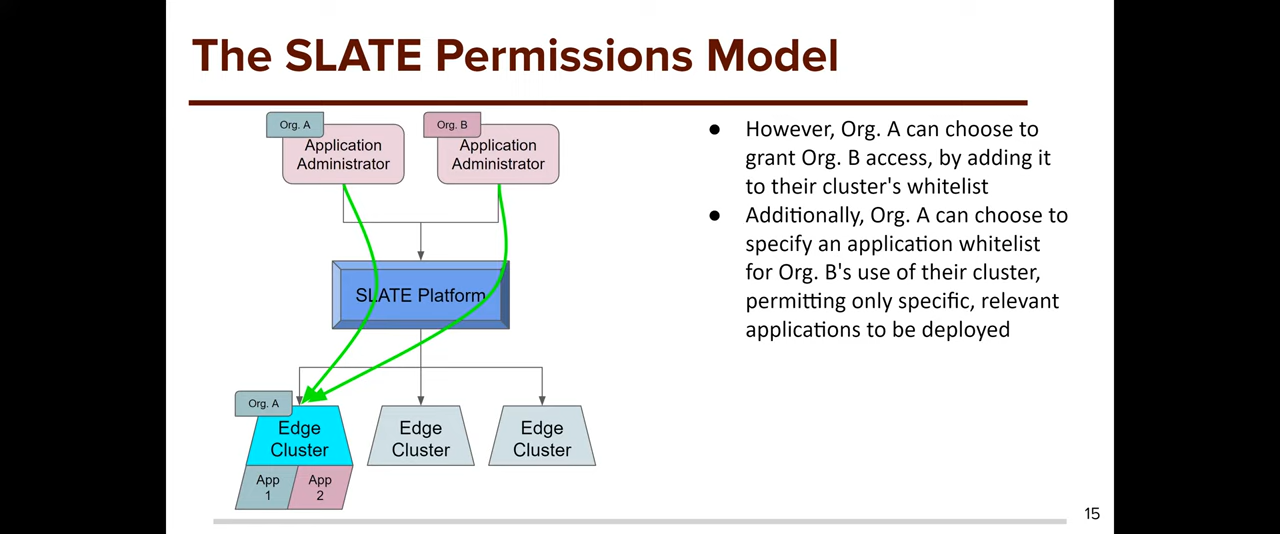 The SLATE Permissions Model
Org. A
Application
Administrator
Org. B
Application
Administrator
SLATE Platform
Org. A
Edge
Cluster
App
1
App
2
Edge
Cluster
Edge
Cluster
● However, Org. A can choose to
grant Org. B access, by adding it
to their cluster's whitelist
● Additionally, Org. A can choose to
specify an application whitelist
for Org. B's use of their cluster,
permitting only specific, relevant
applications to be deployed
15